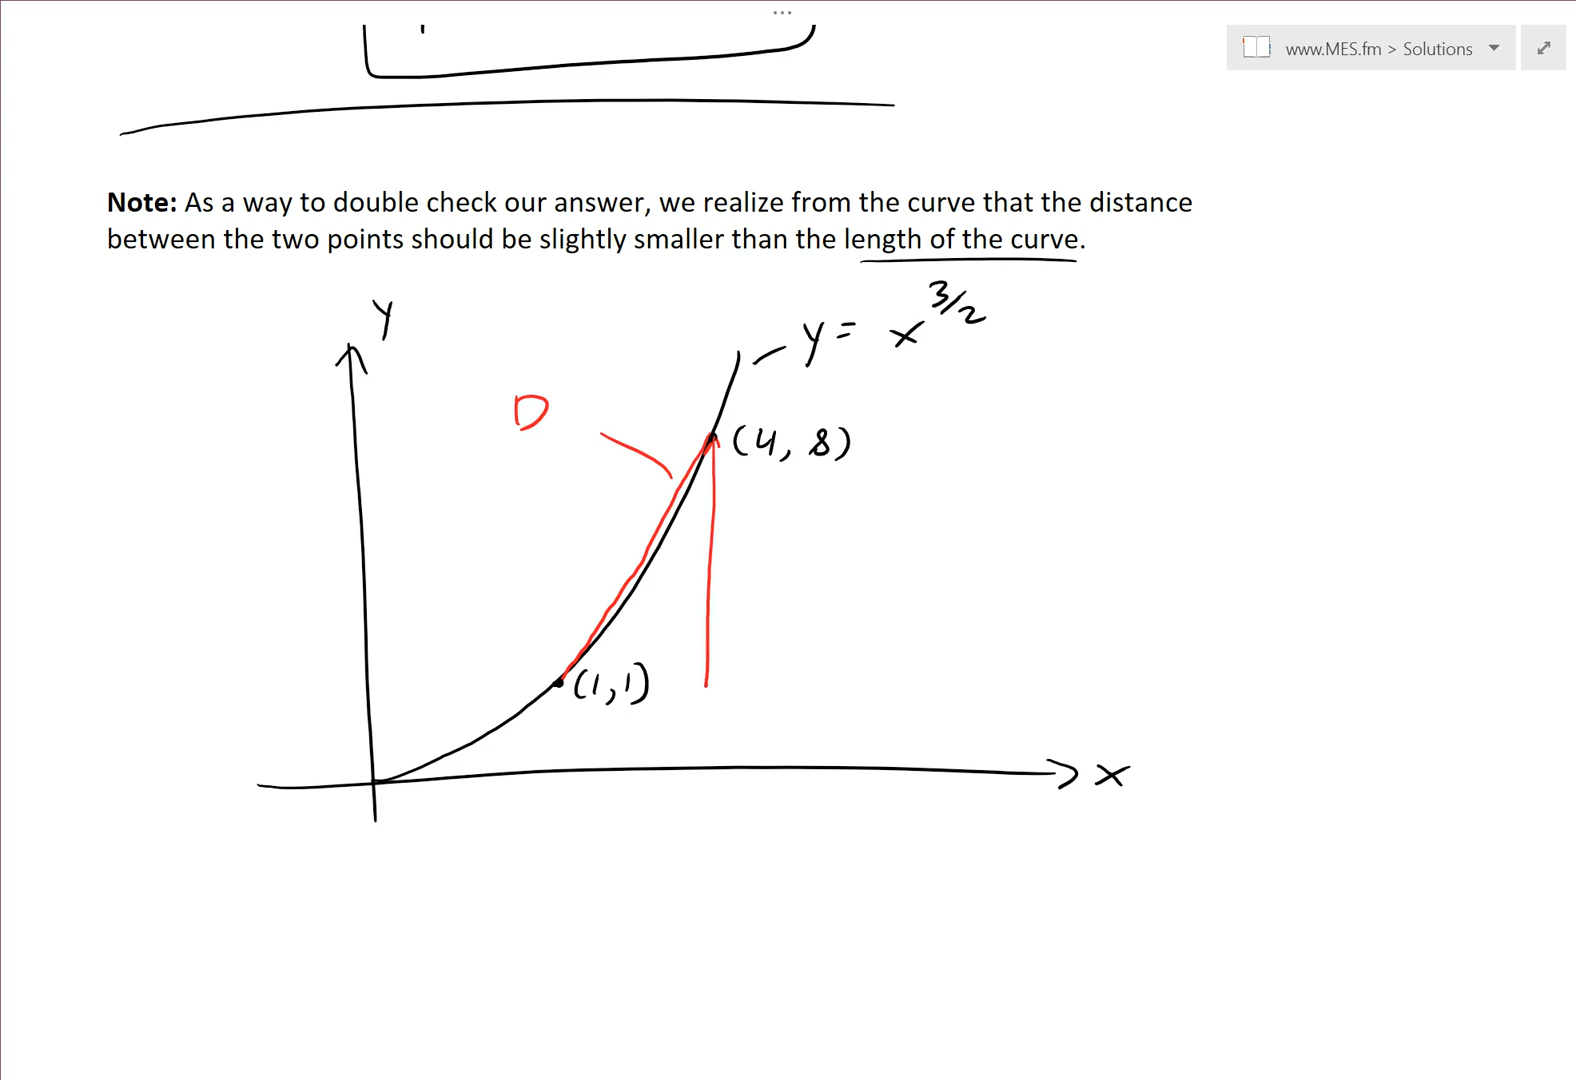 www.MES.fm > Solutions
Note: As a way to double check our answer, we realize from the curve that the distance
between the two points should be slightly smaller than the length of the curve.
y
y = x^3/2
D
(4, 8)
(1,1)
x